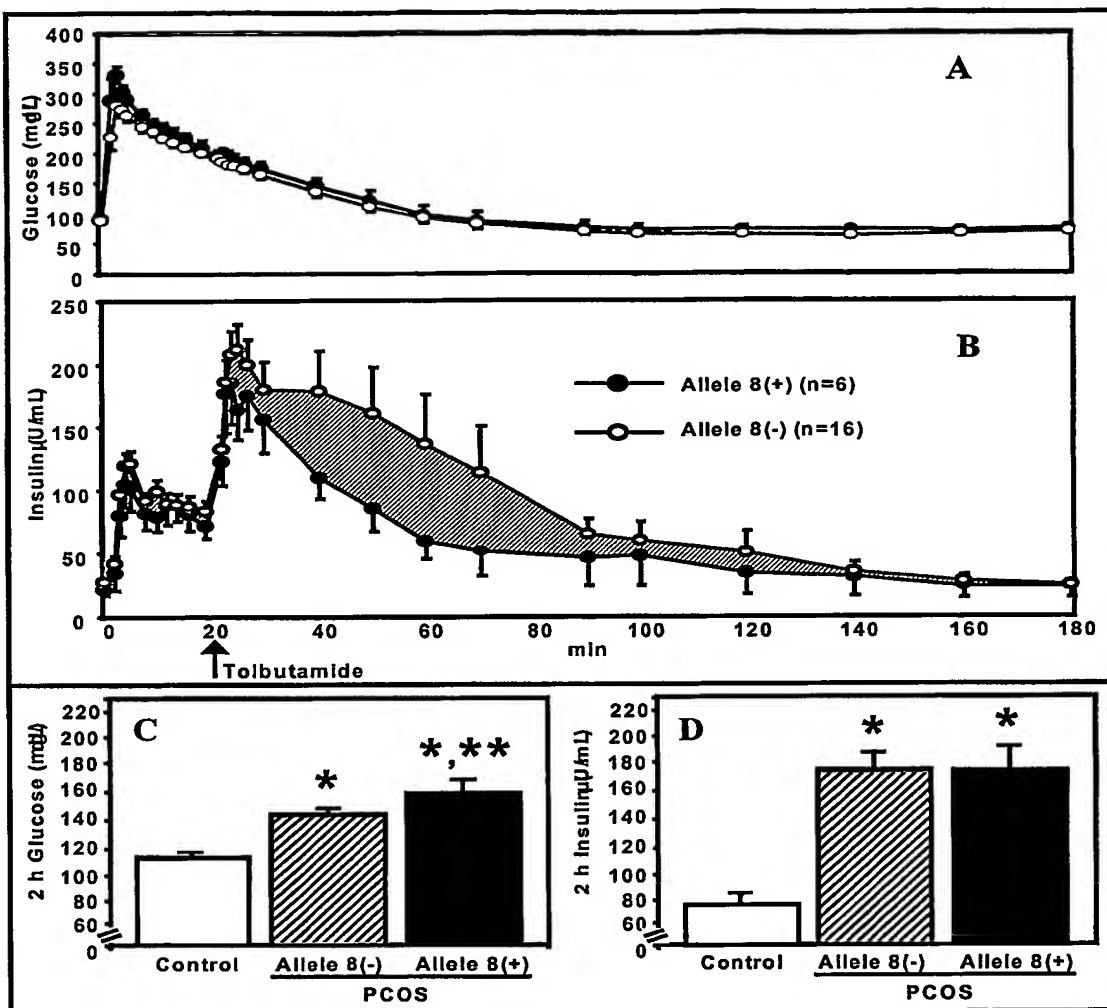 A
Glucose (mg/L)
400
350
300
250
200
150
100
50
0
B
Insulin µU/mL)
250
200
150
100
50
0
Allele 8(+) (n=6)
Allele 8(-) (n=16)
0 20 40 60 80 100 120 140 160 180
min
Tolbutamide
C
2 h Glucose (mg/L)
220
200
180
160
140
120
100
80
60
0
*
*,**
Control Allele 8(-) Allele 8(+)
PCOS
D
2 h Insulin µU/mL)
220
200
180
160
140
120
100
80
60
0
*
*
Control Allele 8(-) Allele 8(+)
PCOS